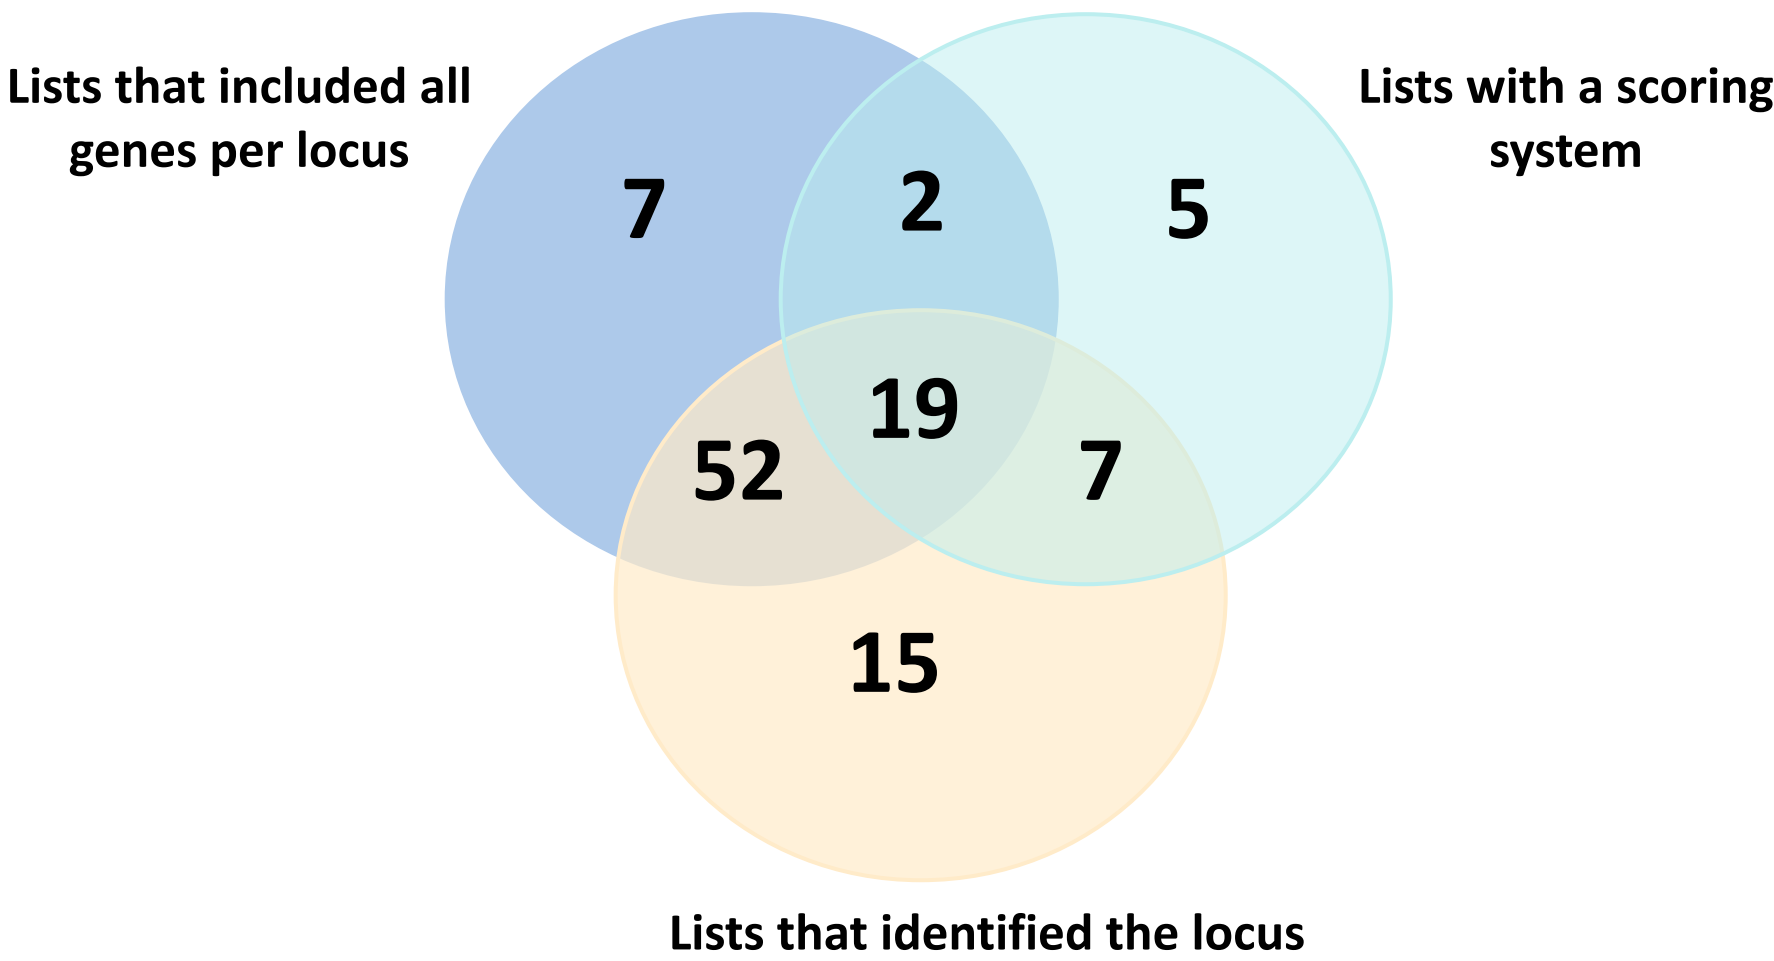 Lists that included all
genes per locus
Lists with a scoring
system
7
2
5
19
52
7
15
Lists that identified the locus